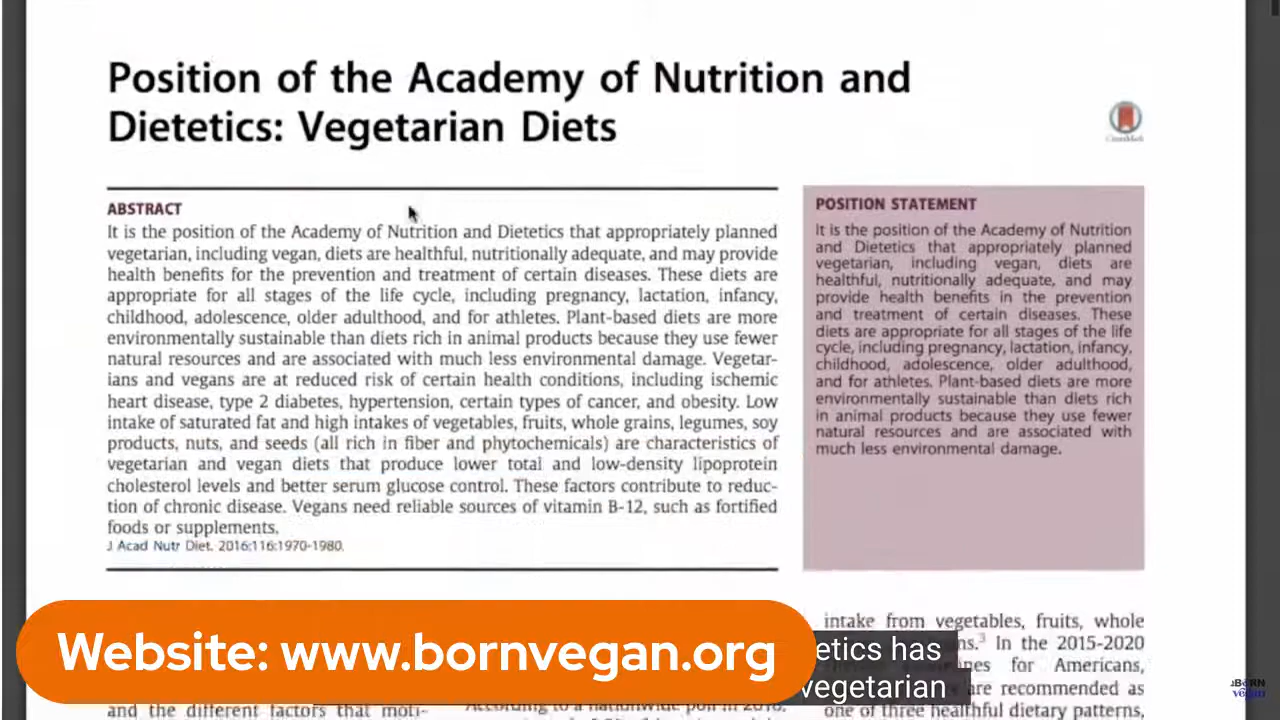 Position of the Academy of Nutrition and
Dietetics: Vegetarian Diets
ABSTRACT
It is the position of the Academy of Nutrition and Dietetics that appropriately planned
vegetarian, including vegan, diets are healthful, nutritionally adequate, and may provide
health benefits for the prevention and treatment of certain diseases. These diets are
appropriate for all stages of the life cycle, including pregnancy, lactation, infancy,
childhood, adolescence, older adulthood, and for athletes. Plant-based diets are more
environmentally sustainable than diets rich in animal products because they use fewer
natural resources and are associated with much less environmental damage. Vegetar-
ians and vegans are at reduced risk of certain health conditions, including ischemic
heart disease, type 2 diabetes, hypertension, certain types of cancer, and obesity. Low
intake of saturated fat and high intakes of vegetables, fruits, whole grains, legumes, soy
products, nuts, and seeds (all rich in fiber and phytochemicals) are characteristics of
vegetarian and vegan diets that produce lower total and low-density lipoprotein
cholesterol levels and better serum glucose control. These factors contribute to reduc-
tion of chronic disease. Vegans need reliable sources of vitamin B-12, such as fortified
foods or supplements.
J Acad Nutr Diet. 2016;116:1970-1980.
POSITION STATEMENT
It is the position of the Academy of Nutrition
and Dietetics that appropriately planned
vegetarian, including vegan, diets are
healthful, nutritionally adequate, and may
provide health benefits in the prevention
and treatment of certain diseases. These
diets are appropriate for all stages of the life
cycle, including pregnancy, lactation, infancy,
childhood, adolescence, older adulthood,
and for athletes. Plant-based diets are more
environmentally sustainable than diets rich
in animal products because they use fewer
natural resources and are associated with
much less environmental damage.
and the different factors that moti-
According to a nationwide poll in 2016,
intake from vegetables, fruits, whole
In the 2015-2020
for Americans,
are recommended as
one of three healthful dietary patterns,
Website: www.bornvegan.org
etics has
vegetarian
BORN
vegan